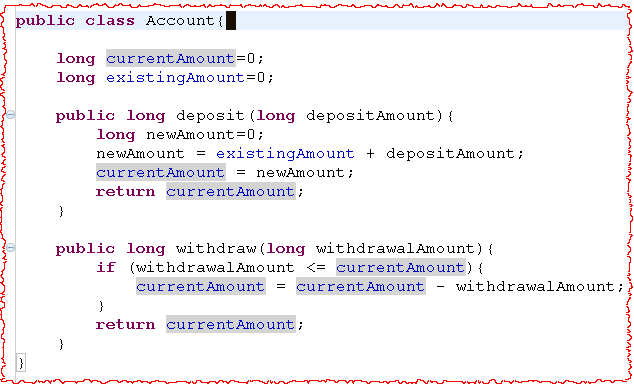 public class Account{
long currentAmount=0;
long existingAmount=0;
public long deposit(long depositAmount){
long newAmount=0;
newAmount = existingAmount + depositAmount;
currentAmount = newAmount;
return currentAmount;
}
public long withdraw(long withdrawalAmount){
if (withdrawalAmount <= currentAmount){
currentAmount = currentAmount - withdrawalAmount;
}
return currentAmount;
}
}